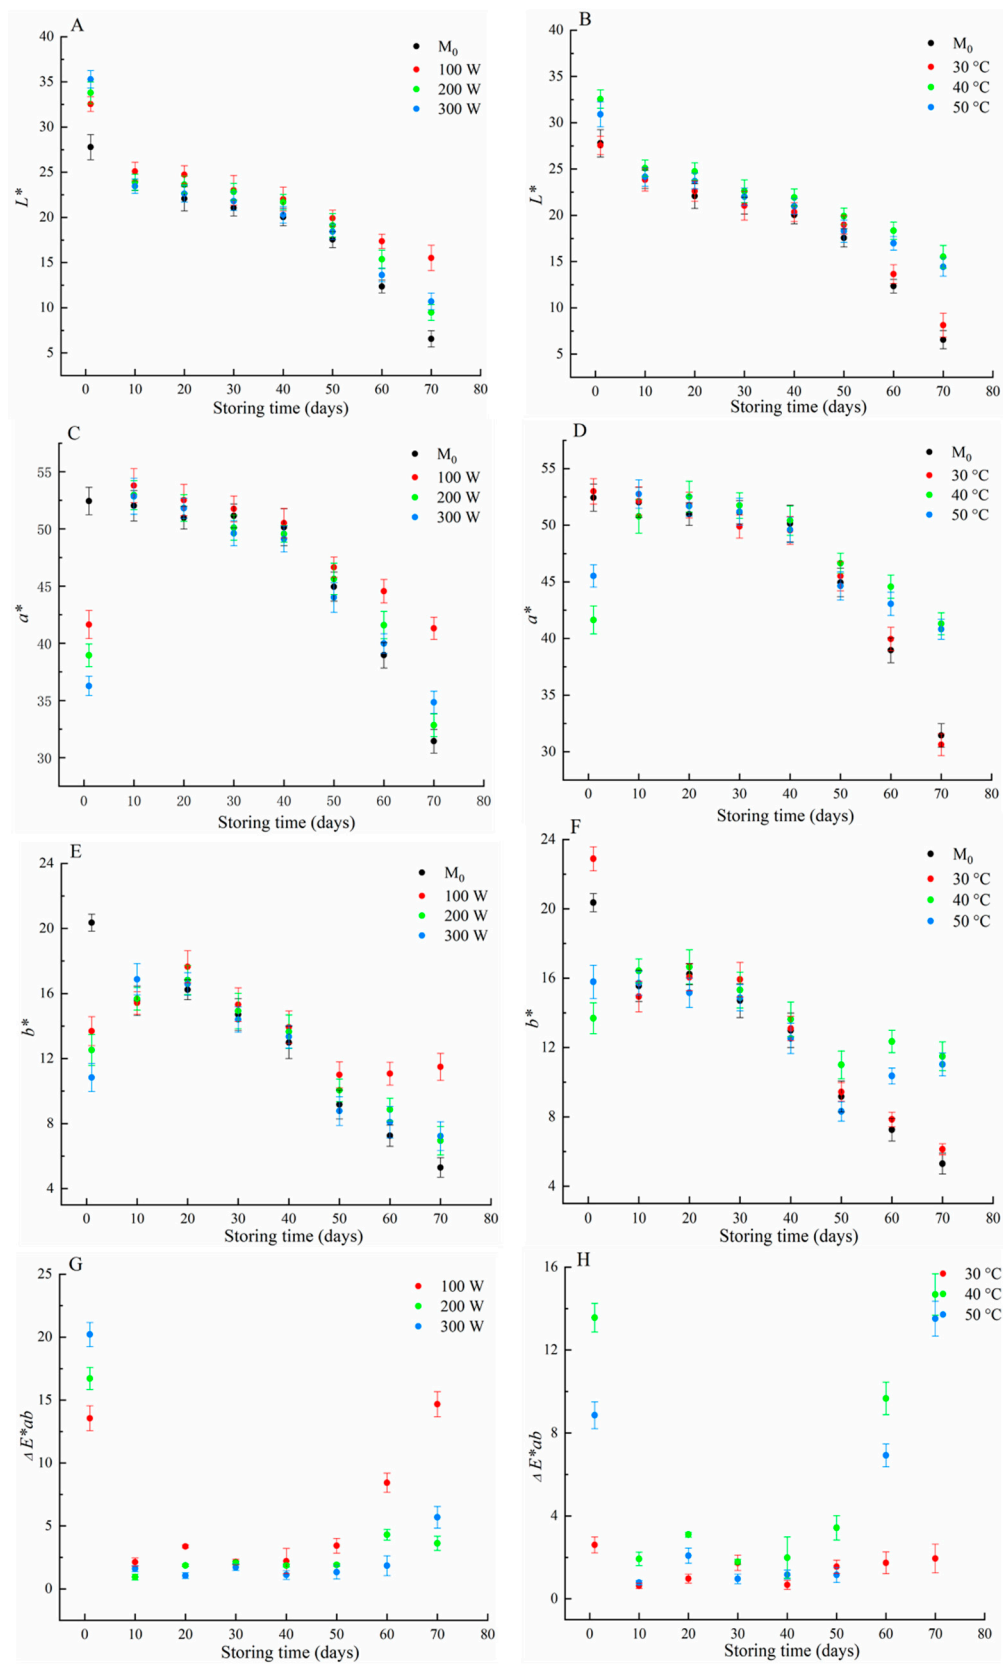 A
40
35
30
25
20
15
10
5
L*
M0
100 W
200 W
300 W
0 10 20 30 40 50 60 70 80
Storing time (days)
B
40
35
30
25
20
15
10
5
L*
M0
30 °C
40 °C
50 °C
0 10 20 30 40 50 60 70 80
Storing time (days)
C
55
50
45
40
35
30
a*
M0
100 W
200 W
300 W
0 10 20 30 40 50 60 70 80
Storing time (days)
D
55
50
45
40
35
30
a*
M0
30 °C
40 °C
50 °C
0 10 20 30 40 50 60 70 80
Storing time (days)
E
24
20
16
12
8
4
b*
M0
100 W
200 W
300 W
0 10 20 30 40 50 60 70 80
Storing time (days)
F
24
20
16
12
8
4
b*
M0
30 °C
40 °C
50 °C
0 10 20 30 40 50 60 70 80
Storing time (days)
G
25
20
15
10
5
0
ΔE*ab
100 W
200 W
300 W
0 10 20 30 40 50 60 70 80
Storing time (days)
H
16
12
8
4
0
ΔE*ab
30 °C
40 °C
50 °C
0 10 20 30 40 50 60 70 80
Storing time (days)